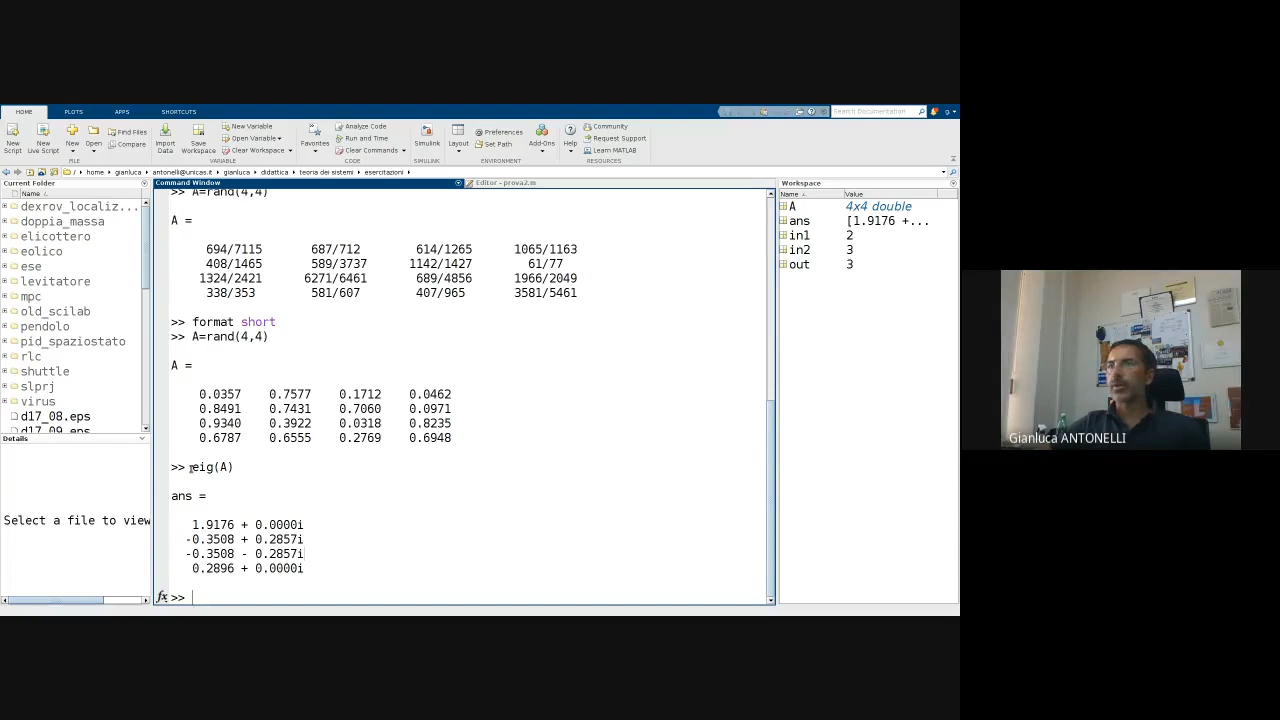 HOME PLOTS APPS SHORTCUTS Search Documentation g
New Script
New Live Script
New
Open
Find Files
Compare
Import Data
Save Workspace
New Variable
Open Variable
Clear Workspace
Favorites
Analyze Code
Run and Time
Clear Commands
Simulink
Layout
Preferences
Set Path
Add-Ons
Help
Community
Request Support
Learn MATLAB
FILE VARIABLE CODE SIMULINK ENVIRONMENT RESOURCES
/ home gianluca antonelli@unicas.it gianluca didattica teoria dei sistemi esercitazioni
Current Folder
Name
dexrov_localiz...
doppia_massa
elicottero
eolico
ese
levitatore
mpc
old_scilab
pendolo
pid_spaziostato
rlc
shuttle
slprj
virus
d17_08.eps
d17_09.eps
Details
Select a file to view
Command Window Editor - prova2.m
>> A=rand(4,4)
A =
694/7115 687/712 614/1265 1065/1163
408/1465 589/3737 1142/1427 61/77
1324/2421 6271/6461 689/4856 1966/2049
338/353 581/607 407/965 3581/5461
>> format short
>> A=rand(4,4)
A =
0.0357 0.7577 0.1712 0.0462
0.8491 0.7431 0.7060 0.0971
0.9340 0.3922 0.0318 0.8235
0.6787 0.6555 0.2769 0.6948
>> eig(A)
ans =
1.9176 + 0.0000i
-0.3508 + 0.2857i
-0.3508 - 0.2857i
0.2896 + 0.0000i
fx >>
Workspace
Name Value
A 4x4 double
ans [1.9176 +...
in1 2
in2 3
out 3
Gianluca ANTONELLI